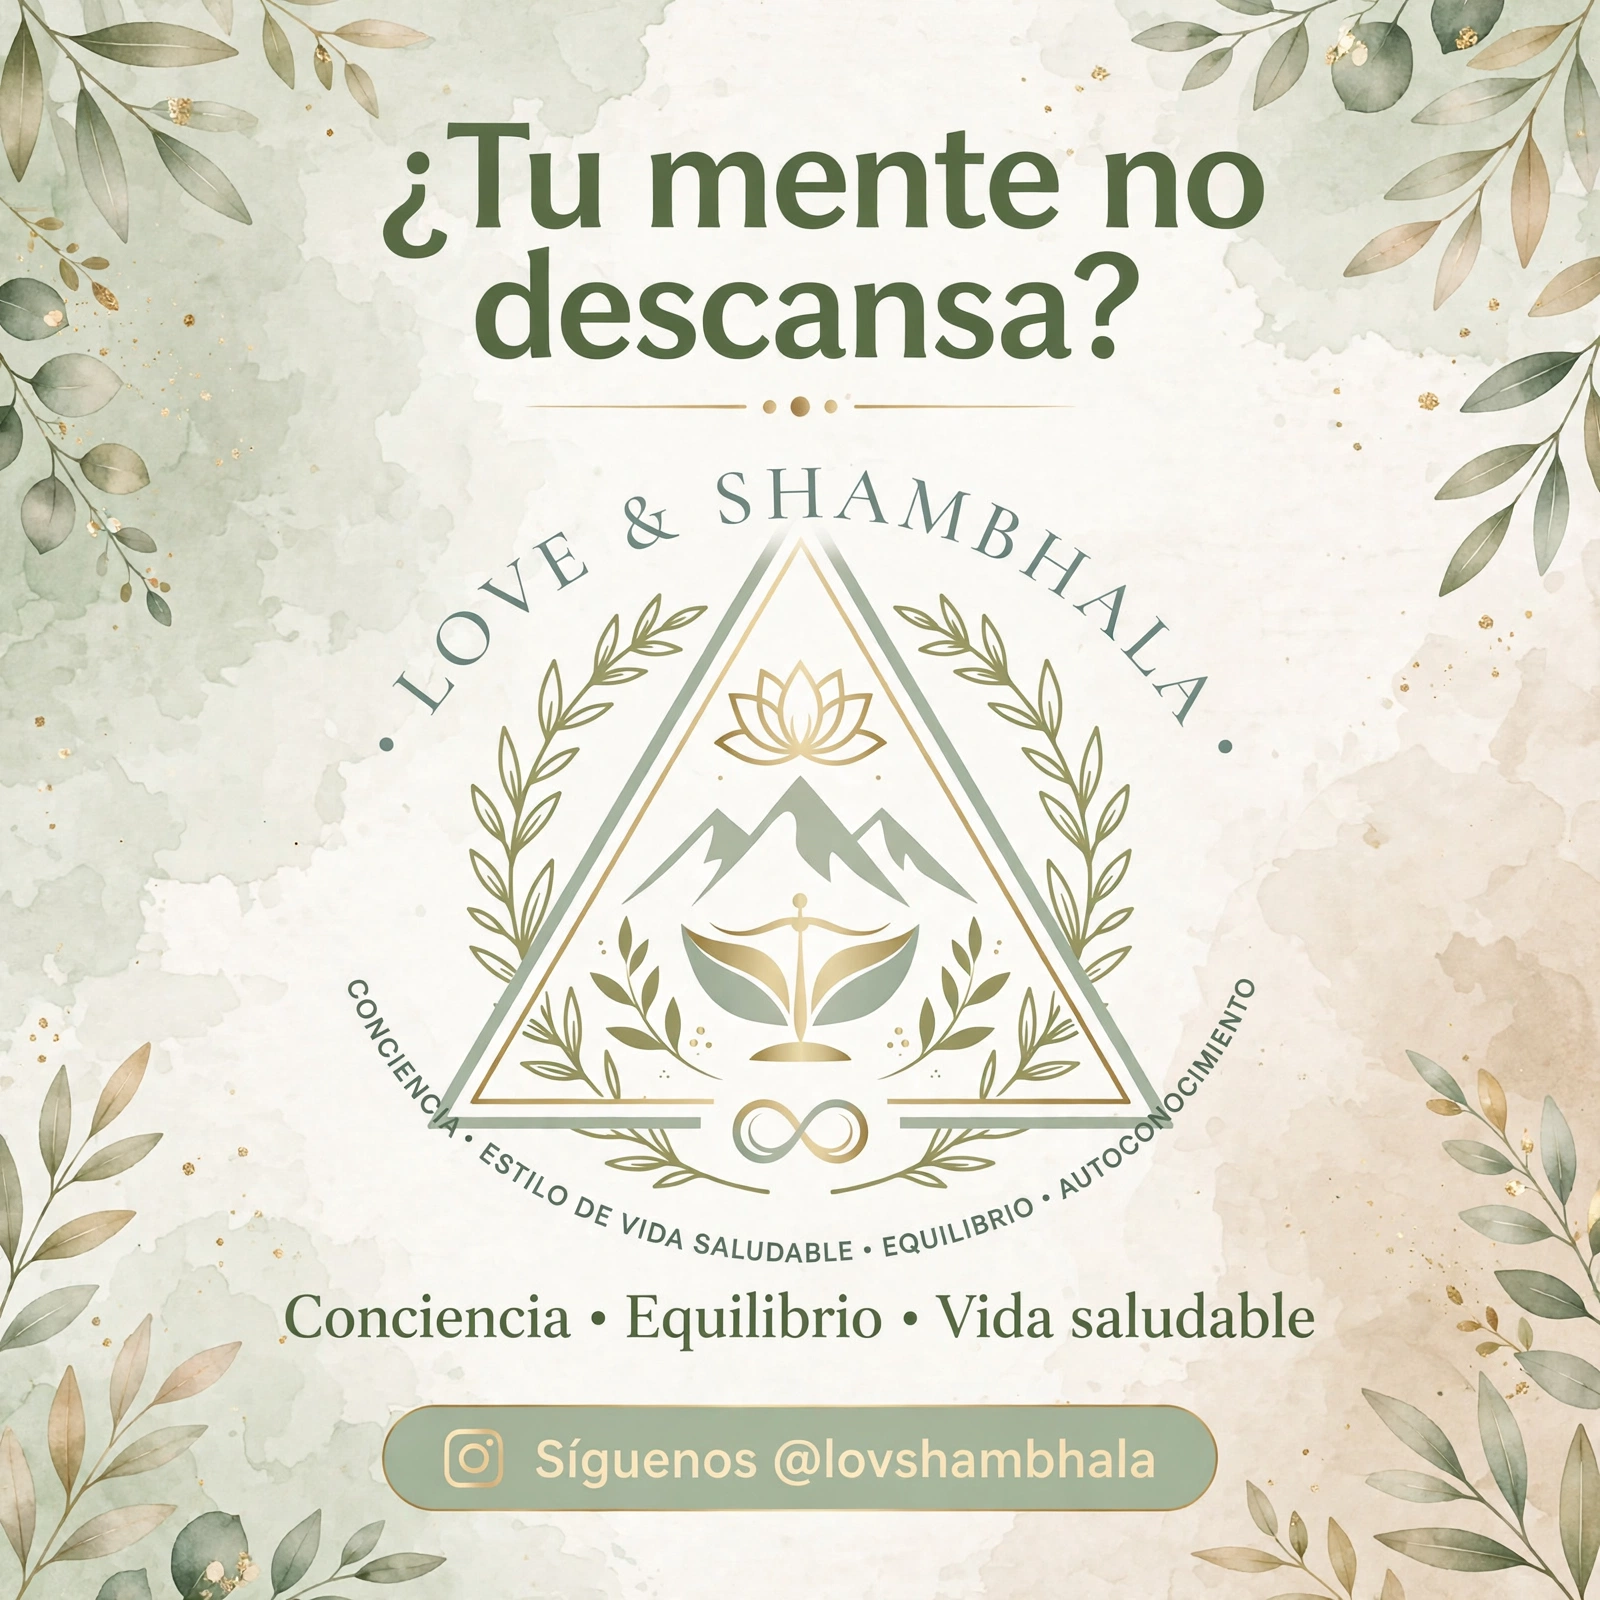 ¿Tu mente no
descansa?
• LOVE & SHAMBHALA •
CONCIENCIA • ESTILO DE VIDA SALUDABLE • EQUILIBRIO • AUTOCONOCIMIENTO
Conciencia • Equilibrio • Vida saludable
Síguenos @lovshambhala